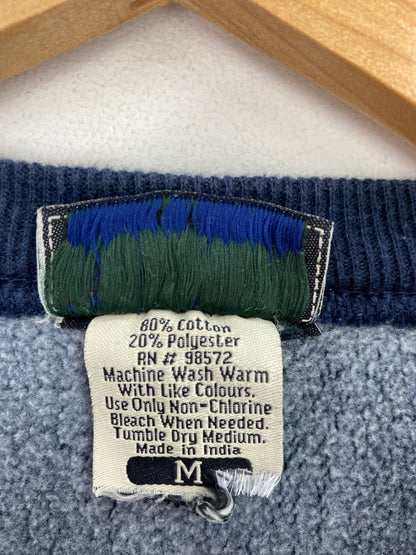 80% Cotton
20% Polyester
RN # 98572
Machine Wash Warm
With Like Colours.
Use Only Non-Chlorine
Bleach When Needed.
Tumble Dry Medium.
Made in India
M